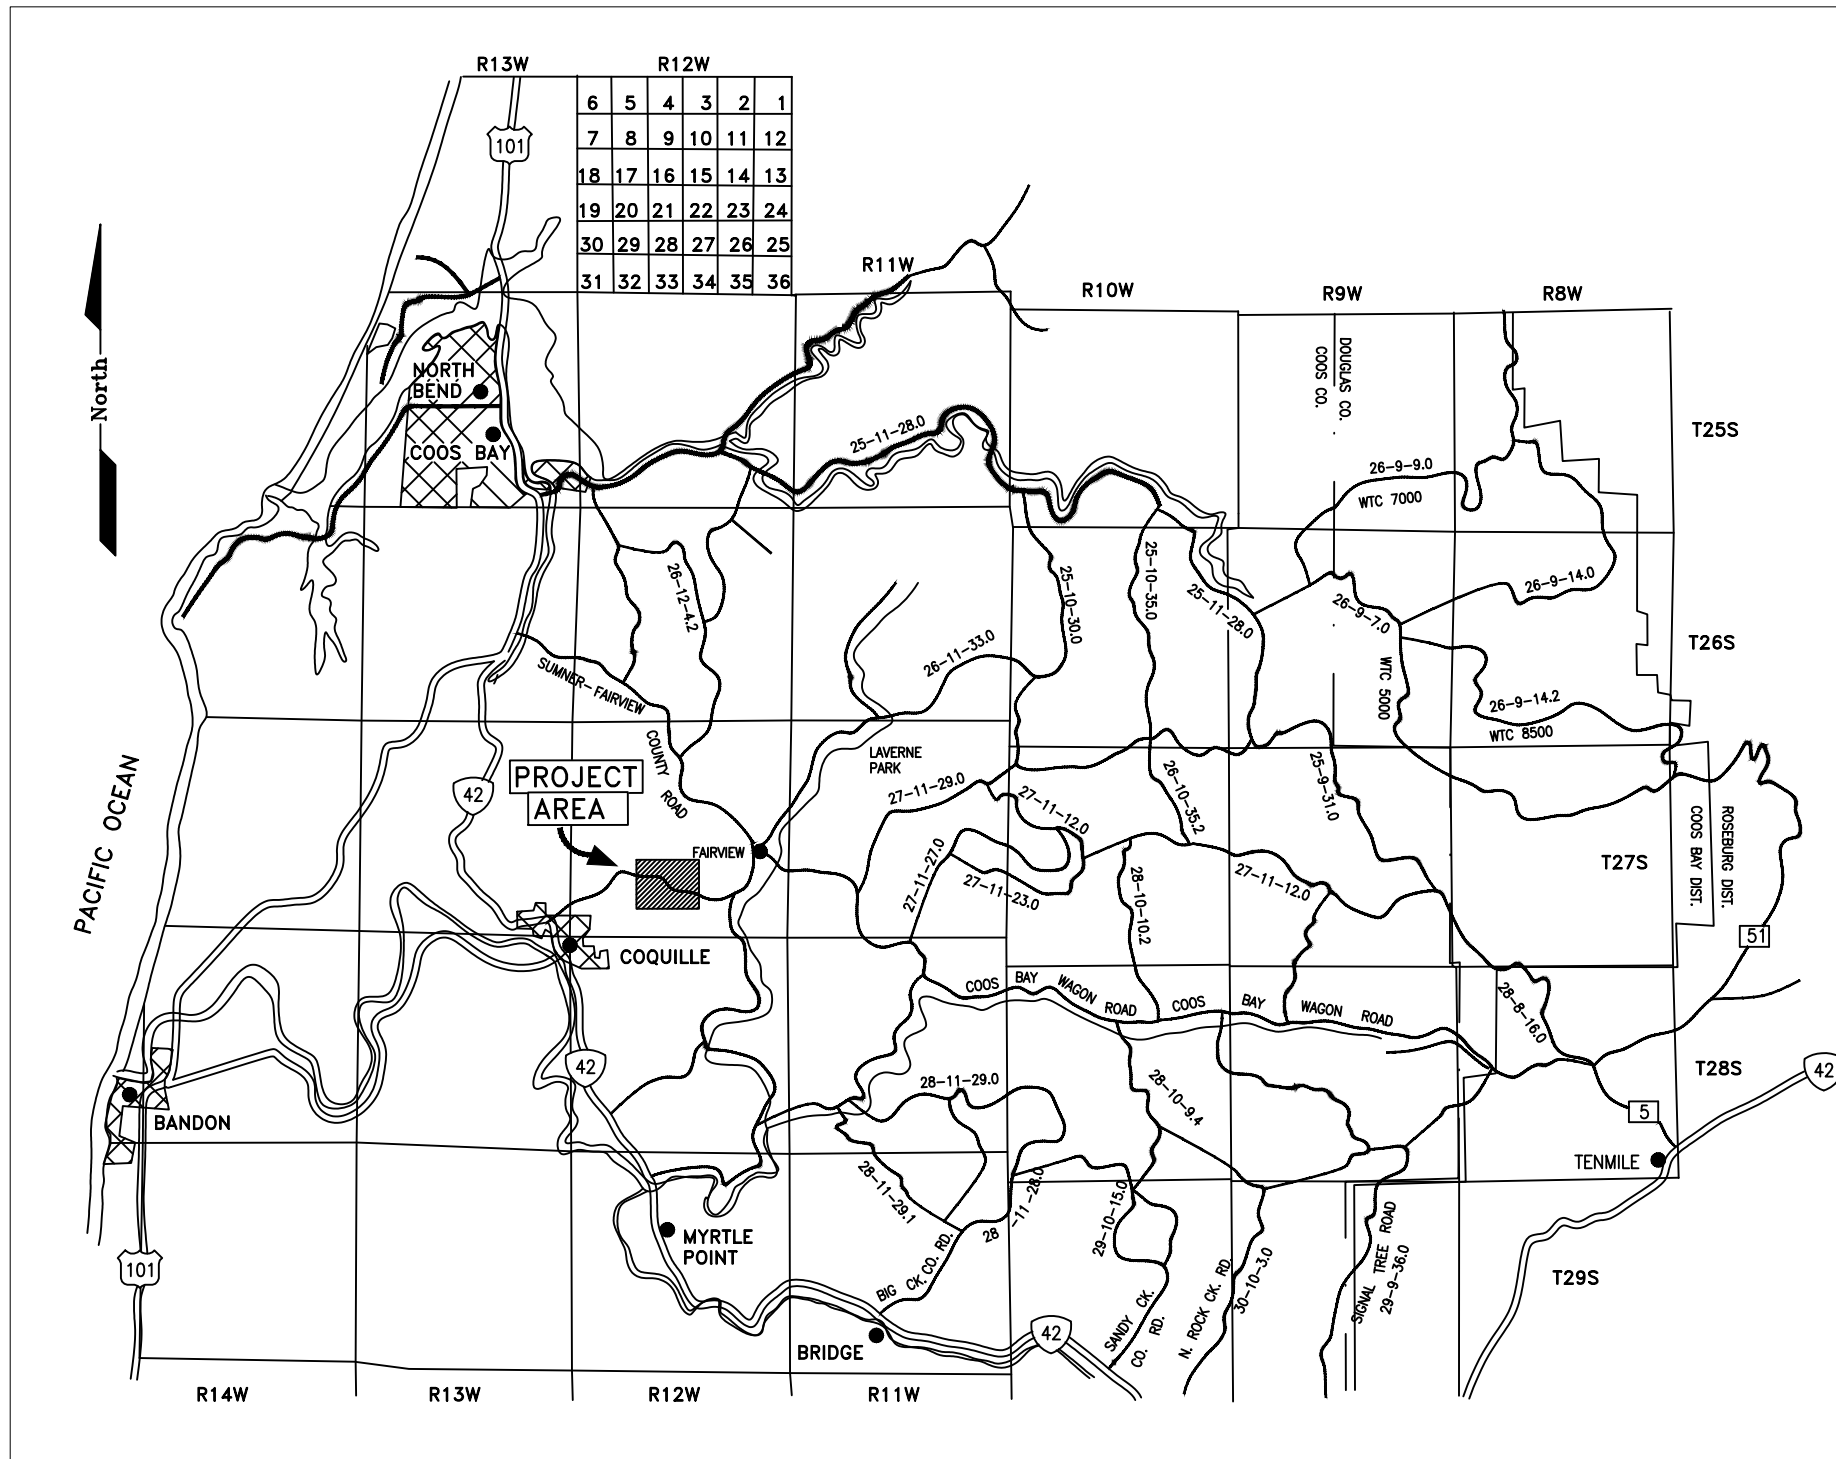 R13W
R12W
6 5 4 3 2 1
7 8 9 10 11 12
18 17 16 15 14 13
19 20 21 22 23 24
30 29 28 27 26 25
31 32 33 34 35 36
101
R11W
R10W
R9W
R8W
North
NORTH
BEND
COOS BAY
25-11-28.0
DOUGLAS CO.
COOS CO.
T25S
26-9-9.0
WTC 7000
26-12-4.2
25-10-30.0
25-10-35.0
25-11-28.0
26-9-14.0
26-9-7.0
T26S
26-11-33.0
SUMNER-FAIRVIEW
COUNTY
ROAD
WTC 5000
26-9-14.2
WTC 8500
PACIFIC OCEAN
42
PROJECT
AREA
LAVERNE
PARK
27-11-29.0
27-11-12.0
26-10-35.2
25-9-31.0
ROSEBURG DIST.
COOS BAY DIST.
FAIRVIEW
27-11-27.0
27-11-23.0
28-10-10.2
27-11-12.0
T27S
51
COQUILLE
COOS BAY WAGON ROAD COOS BAY WAGON ROAD
28-8-16.0
42
BANDON
28-11-29.0
28-10-9.4
T28S
42
5
TENMILE
28-11-29.1
28-11-28.0
29-10-15.0
MYRTLE
POINT
101
BIG CK. CO. RD.
SANDY CK.
CO. RD.
N. ROCK CK. RD.
30-10-3.0
SIGNAL TREE ROAD
29-9-36.0
T29S
42
BRIDGE
R14W
R13W
R12W
R11W